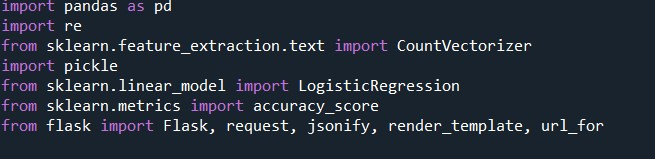 import pandas as pd
import re
from sklearn.feature_extraction.text import CountVectorizer
import pickle
from sklearn.linear_model import LogisticRegression
from sklearn.metrics import accuracy_score
from flask import Flask, request, jsonify, render_template, url_for